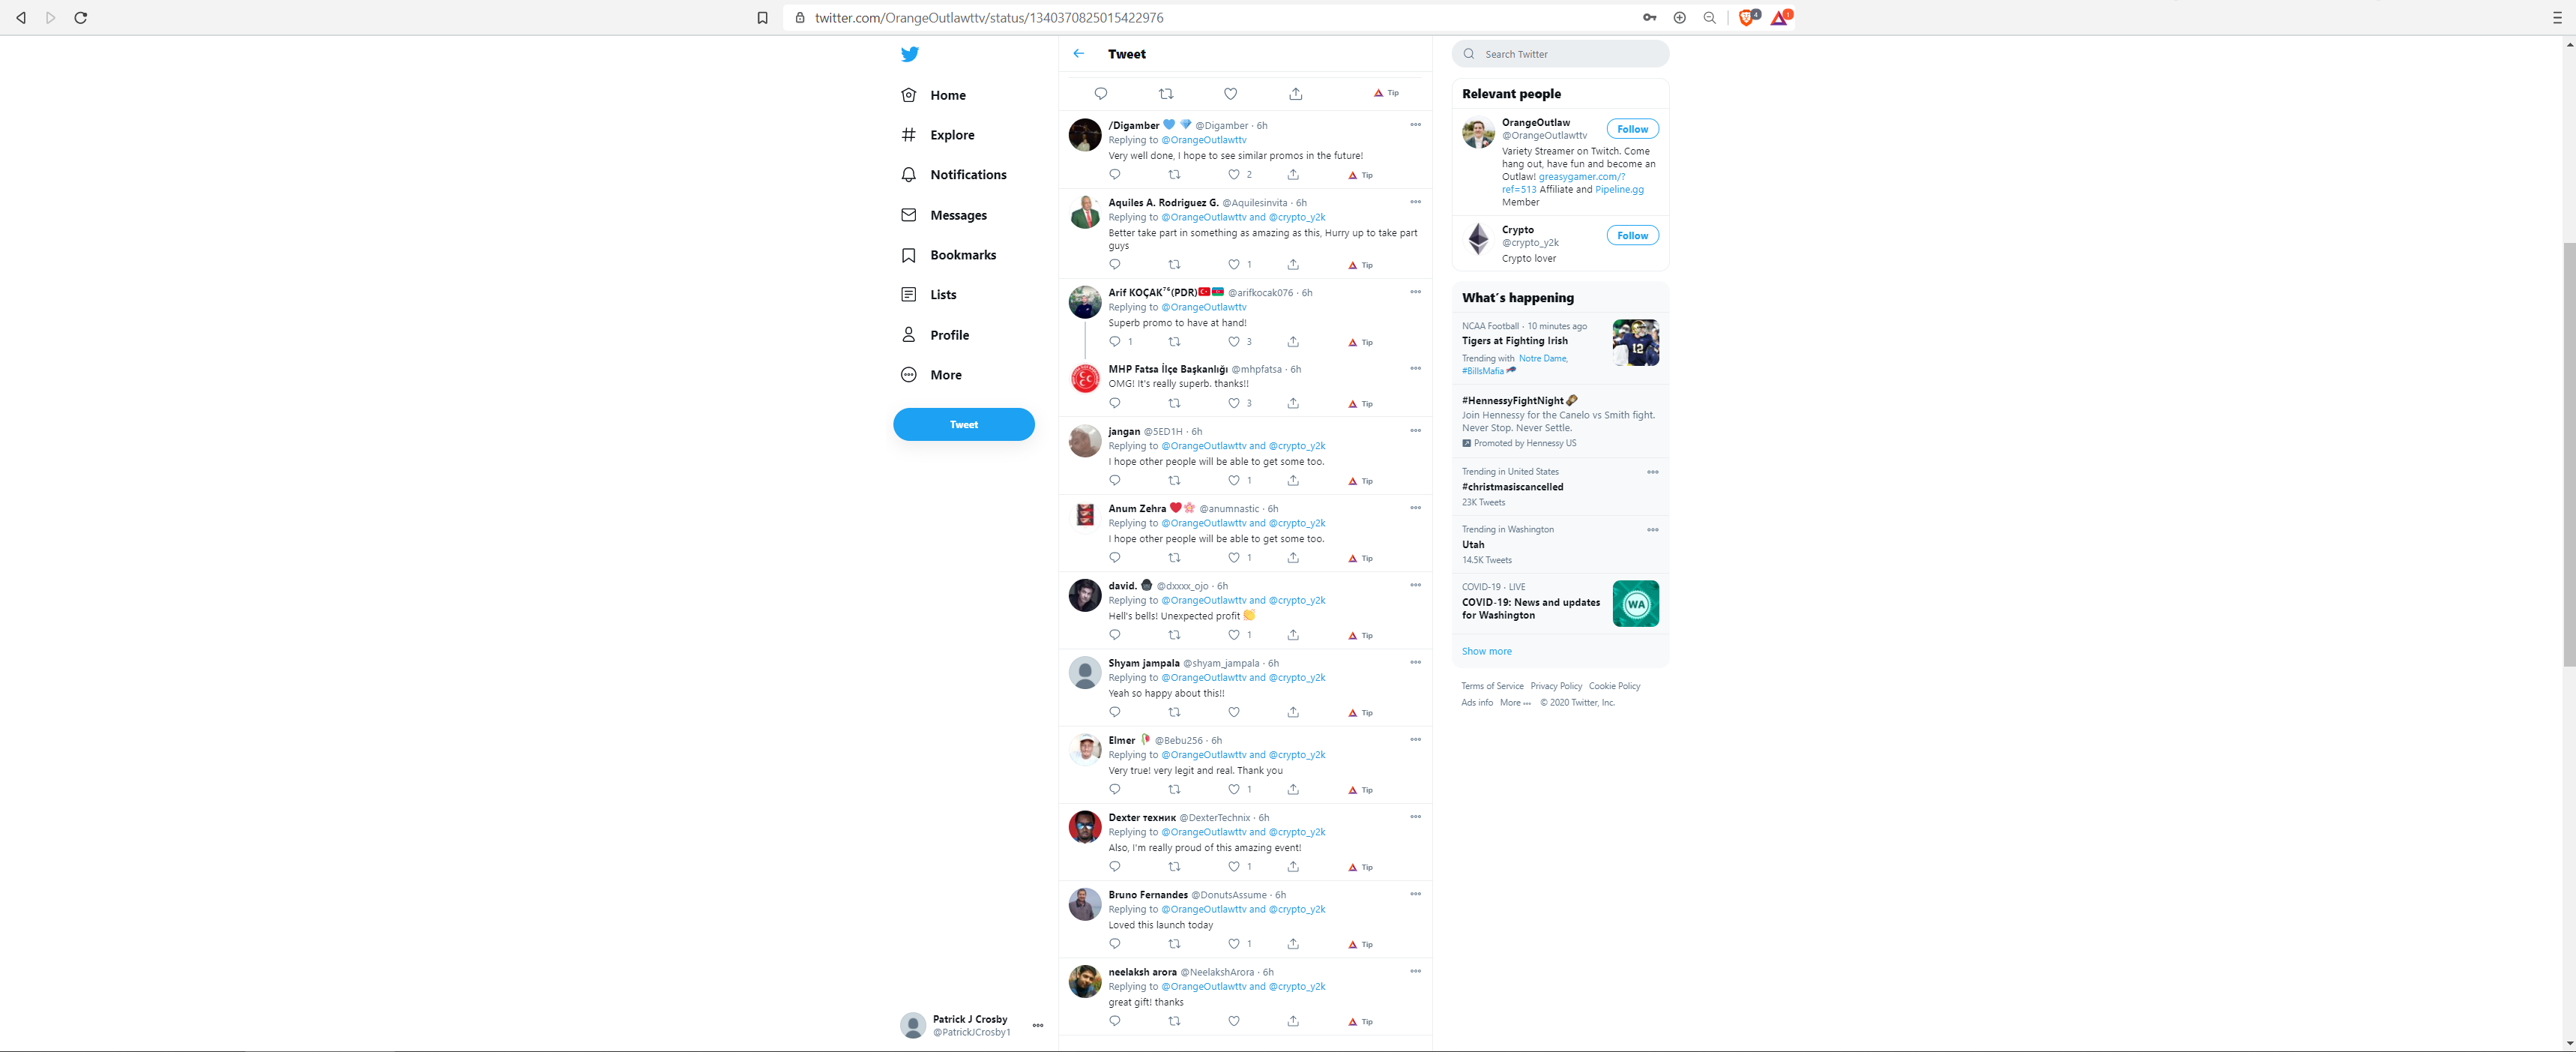 twitter.com/OrangeOutlawttv/status/1340370825015422976
4
1
Home
Explore
Notifications
Messages
Bookmarks
Lists
Profile
More
Tweet
Patrick J Crosby
@PatrickJCrosby1
Tweet
Tip
/Digamber 💙 💎 @Digamber · 6h
Replying to @OrangeOutlawttv
Very well done, I hope to see similar promos in the future!
2 Tip
Aquiles A. Rodriguez G. @Aquilesinvita · 6h
Replying to @OrangeOutlawttv and @crypto_y2k
Better take part in something as amazing as this, Hurry up to take part
guys
1 Tip
Arif KOÇAK⁷⁶(PDR)🇹🇷🇦🇿 @arifkocak076 · 6h
Replying to @OrangeOutlawttv
Superb promo to have at hand!
1 3 Tip
MHP Fatsa İlçe Başkanlığı @mhpfatsa · 6h
OMG! It's really superb. thanks!!
3 Tip
jangan @5ED1H · 6h
Replying to @OrangeOutlawttv and @crypto_y2k
I hope other people will be able to get some too.
1 Tip
Anum Zehra ❤️🌸 @anumnastic · 6h
Replying to @OrangeOutlawttv and @crypto_y2k
I hope other people will be able to get some too.
1 Tip
david. @dxxxx_ojo · 6h
Replying to @OrangeOutlawttv and @crypto_y2k
Hell's bells! Unexpected profit 👏
1 Tip
Shyam jampala @shyam_jampala · 6h
Replying to @OrangeOutlawttv and @crypto_y2k
Yeah so happy about this!!
Tip
Elmer 🥀 @Bebu256 · 6h
Replying to @OrangeOutlawttv and @crypto_y2k
Very true! very legit and real. Thank you
1 Tip
Dexter техник @DexterTechnix · 6h
Replying to @OrangeOutlawttv and @crypto_y2k
Also, I'm really proud of this amazing event!
1 Tip
Bruno Fernandes @DonutsAssume · 6h
Replying to @OrangeOutlawttv and @crypto_y2k
Loved this launch today
1 Tip
neelaksh arora @NeelakshArora · 6h
Replying to @OrangeOutlawttv and @crypto_y2k
great gift! thanks
Tip
Search Twitter
Relevant people
OrangeOutlaw
@OrangeOutlawttv
Follow
Variety Streamer on Twitch. Come
hang out, have fun and become an
Outlaw! greasygamer.com/?
ref=513 Affiliate and Pipeline.gg
Member
Crypto
@crypto_y2k
Follow
Crypto lover
What's happening
NCAA Football · 10 minutes ago
Tigers at Fighting Irish
Trending with Notre Dame,
#BillsMafia
12
#HennessyFightNight
Join Hennessy for the Canelo vs Smith fight.
Never Stop. Never Settle.
Promoted by Hennessy US
Trending in United States
#christmasiscancelled
23K Tweets
Trending in Washington
Utah
14.5K Tweets
COVID-19 · LIVE
COVID-19: News and updates
for Washington
WA
Show more
Terms of Service Privacy Policy Cookie Policy
Ads info More ··· © 2020 Twitter, Inc.